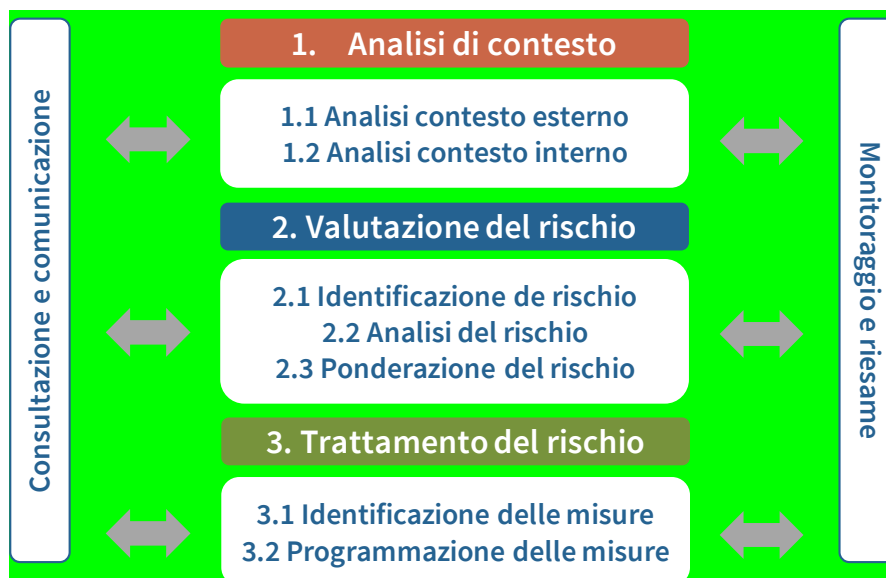 Consultazione e comunicazione
1. Analisi di contesto
1.1 Analisi contesto esterno
1.2 Analisi contesto interno
2. Valutazione del rischio
2.1 Identificazione de rischio
2.2 Analisi del rischio
2.3 Ponderazione del rischio
3. Trattamento del rischio
3.1 Identificazione delle misure
3.2 Programmazione delle misure
Monitoraggio e riesame